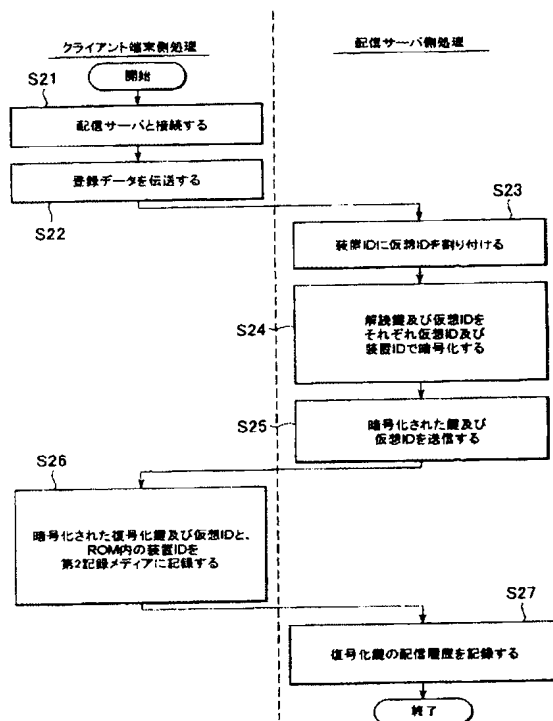 クライアント端末側処理
配信サーバ側処理
開始
S21
配信サーバと接続する
登録データを伝送する
S22
S23
装置IDに仮想IDを割り付ける
S24
解読鍵及び仮想IDを
それぞれ仮想ID及び
装置IDで暗号化する
S25
暗号化された鍵及び
仮想IDを送信する
S26
暗号化された復号化鍵及び仮想IDと、
ROM内の装置IDを
第2記録メディアに記録する
S27
復号化鍵の配信履歴を記録する
終了